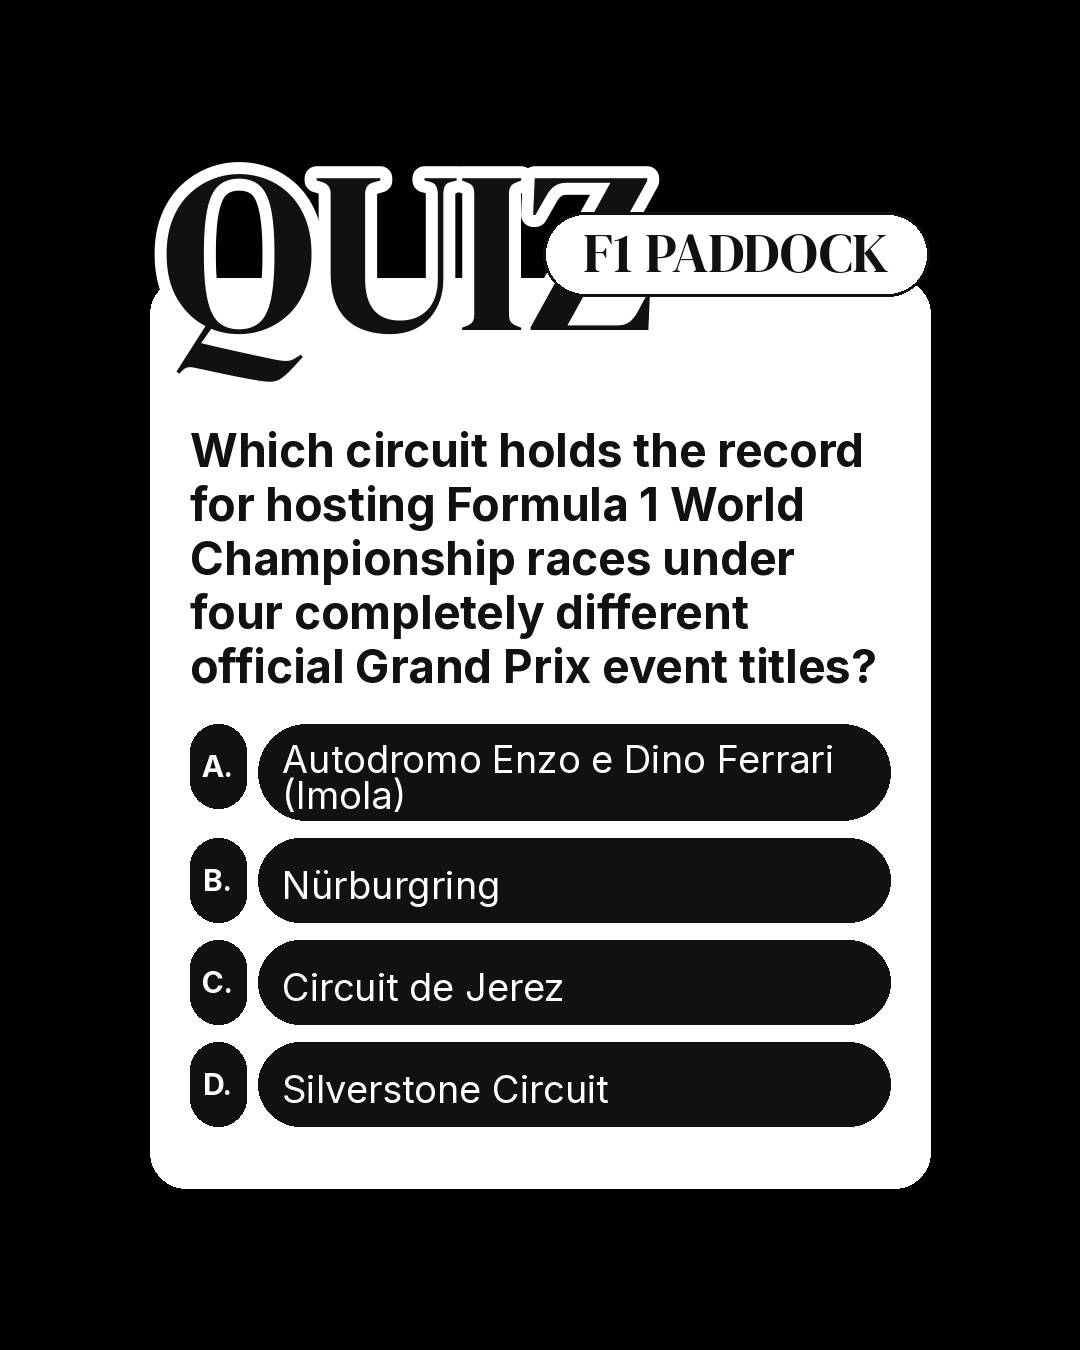 QUIZ
F1 PADDOCK
Which circuit holds the record
for hosting Formula 1 World
Championship races under
four completely different
official Grand Prix event titles?
A. Autodromo Enzo e Dino Ferrari
(Imola)
B. Nürburgring
C. Circuit de Jerez
D. Silverstone Circuit